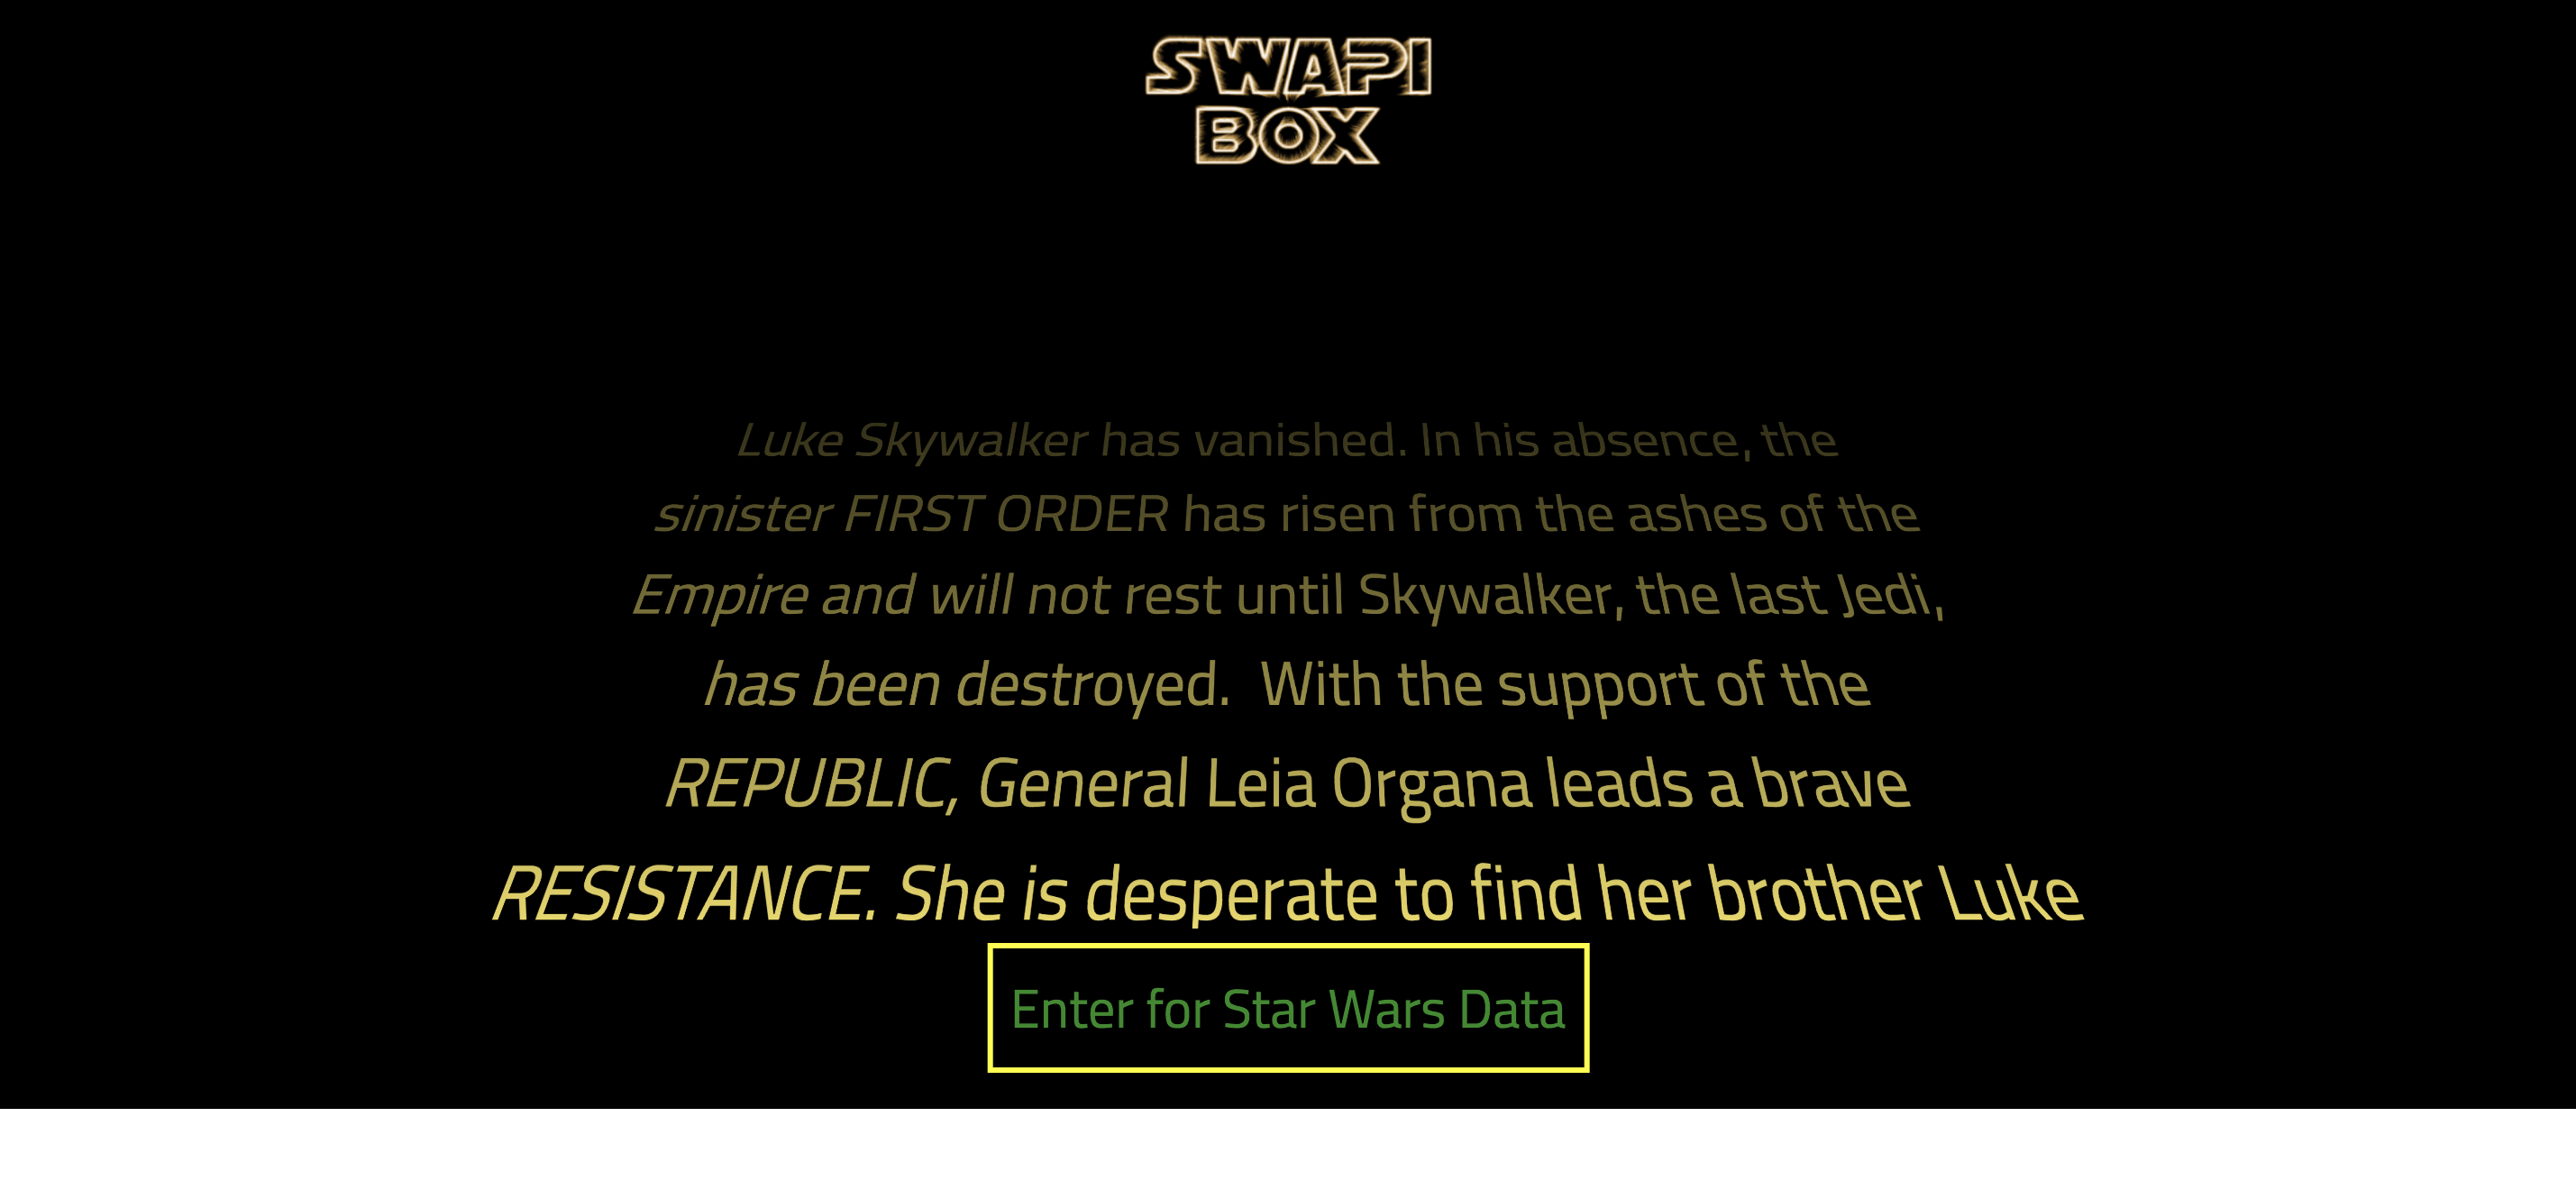 SWAPI
BOX
Luke Skywalker has vanished. In his absence, the
sinister FIRST ORDER has risen from the ashes of the
Empire and will not rest until Skywalker, the last Jedi,
has been destroyed.  With the support of the
REPUBLIC, General Leia Organa leads a brave
RESISTANCE. She is desperate to find her brother Luke
Enter for Star Wars Data